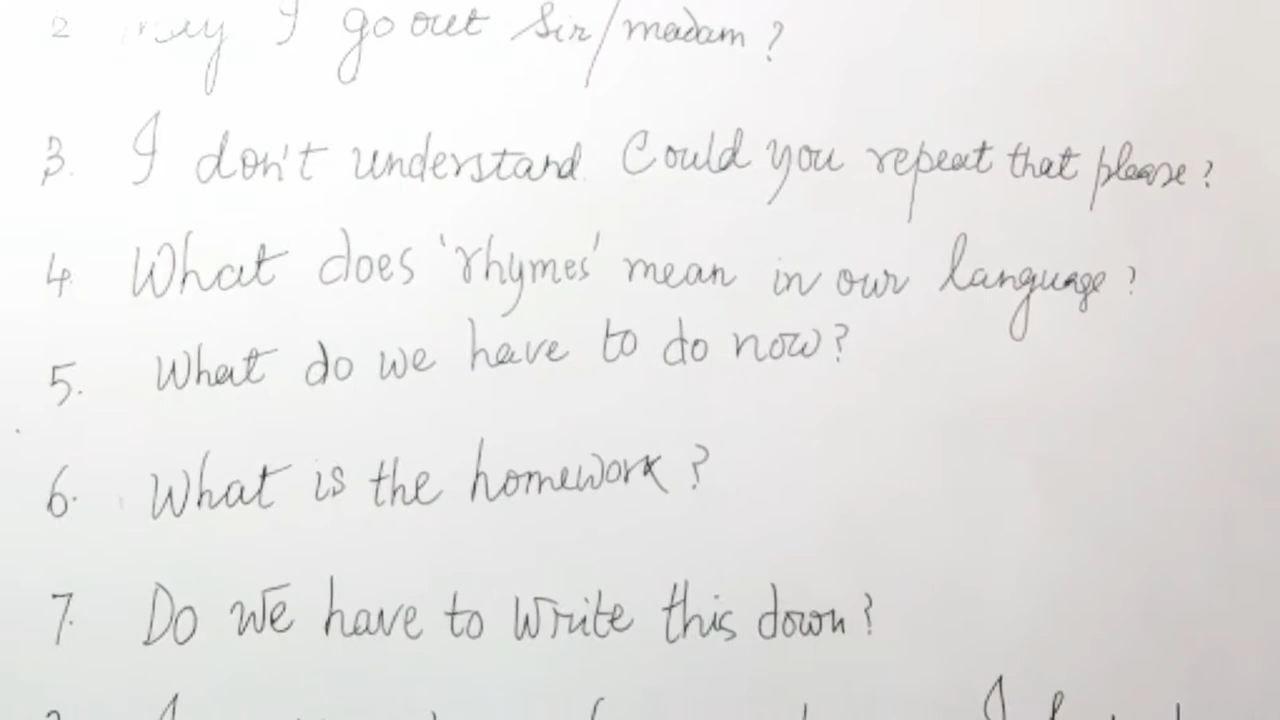 2 May I go out Sir/madam?
3. I don't understand. Could you repeat that please?
4. What does 'rhymes' mean in our language?
5. What do we have to do now?
6. What is the homework?
7. Do we have to write this down?